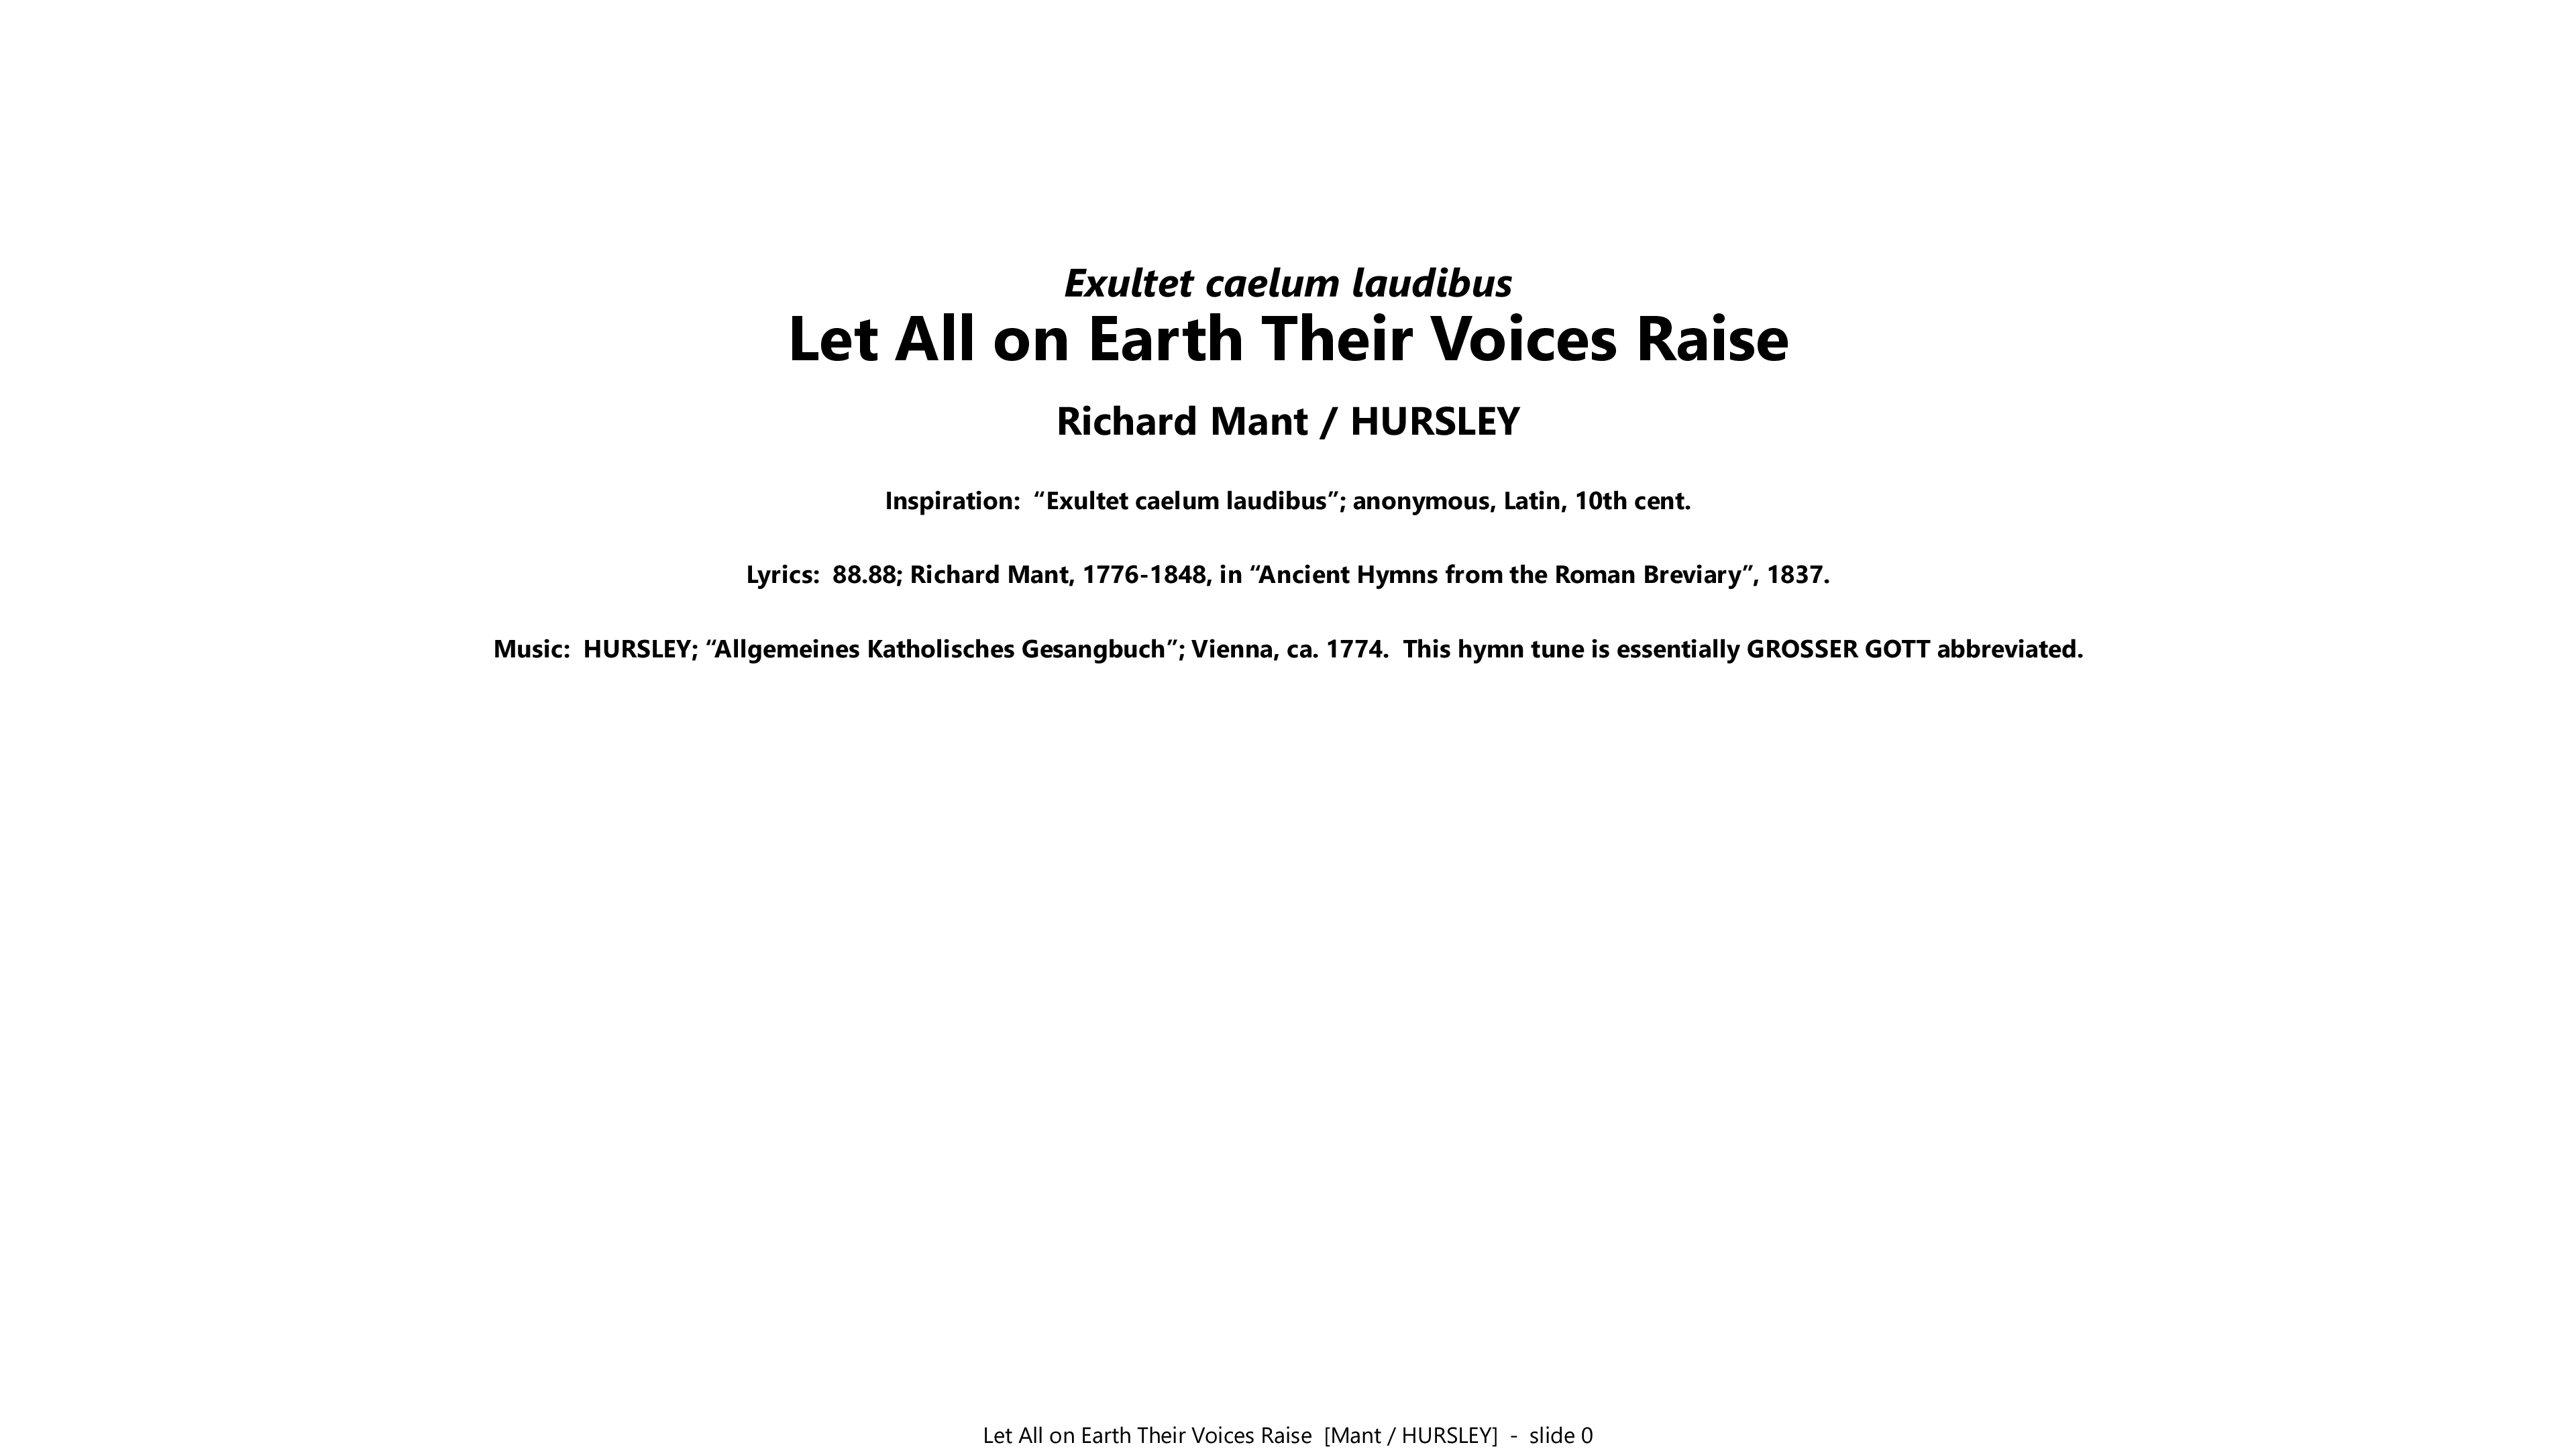 Exultet caelum laudibus
Let All on Earth Their Voices Raise
Richard Mant / HURSLEY
Inspiration:  “Exultet caelum laudibus”; anonymous, Latin, 10th cent.
Lyrics:  88.88; Richard Mant, 1776-1848, in “Ancient Hymns from the Roman Breviary”, 1837.
Music:  HURSLEY; “Allgemeines Katholisches Gesangbuch”; Vienna, ca. 1774.  This hymn tune is essentially GROSSER GOTT abbreviated.
Let All on Earth Their Voices Raise  [Mant / HURSLEY]  -  slide 0